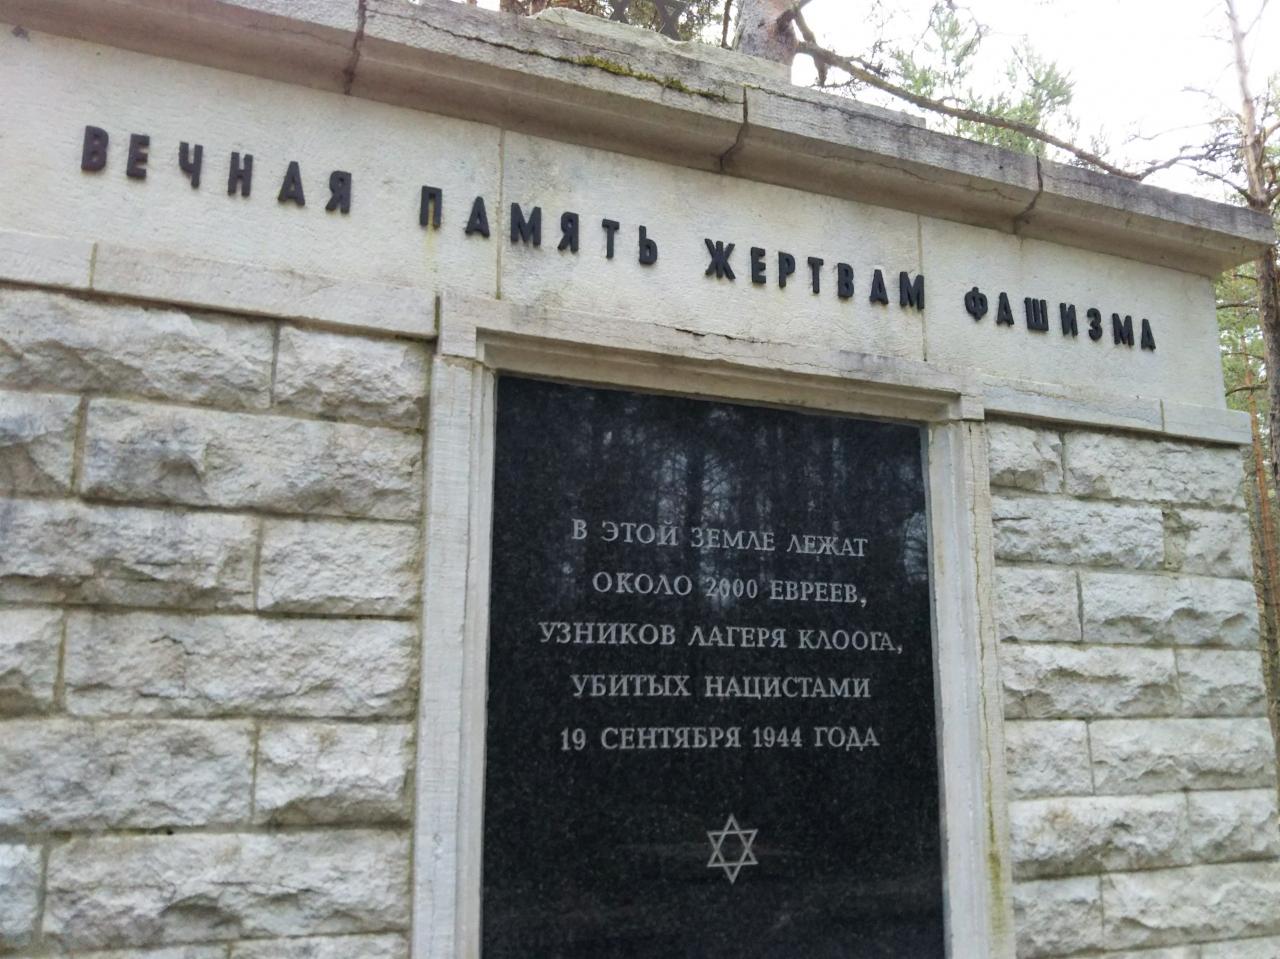 ВЕЧНАЯ ПАМЯТЬ ЖЕРТВАМ ФАШИЗМА
В ЭТОЙ ЗЕМЛЕ ЛЕЖАТ
ОКОЛО 2000 ЕВРЕЕВ,
УЗНИКОВ ЛАГЕРЯ КЛООГА,
УБИТЫХ НАЦИСТАМИ
19 СЕНТЯБРЯ 1944 ГОДА